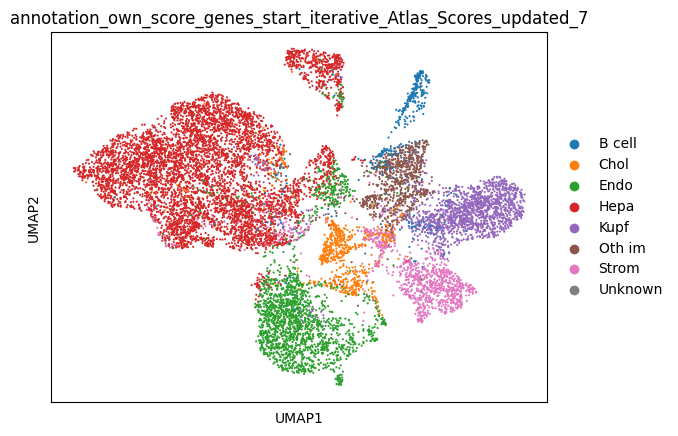 annotation_own_score_genes_start_iterative_Atlas_Scores_updated_7
UMAP2
B cell
Chol
Endo
Hepa
Kupf
Oth im
Strom
Unknown
UMAP1